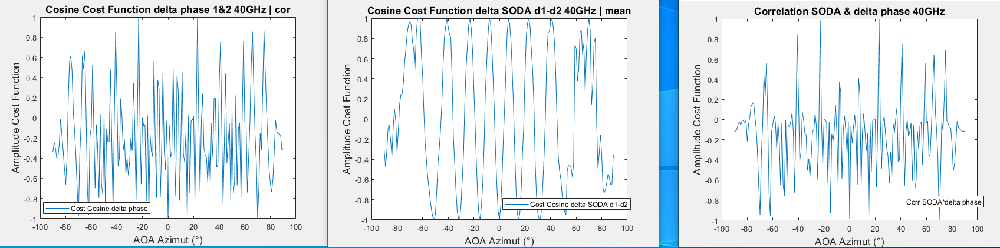 Cosine Cost Function delta phase 1&2 40GHz | cor
1
0.8
0.6
0.4
0.2
0
-0.2
-0.4
-0.6
-0.8
-1
Amplitude Cost Function
Cost Cosine delta phase
-100 -80 -60 -40 -20 0 20 40 60 80 100
AOA Azimut (°)
Cosine Cost Function delta SODA d1-d2 40GHz | mean
1
0.8
0.6
0.4
0.2
0
-0.2
-0.4
-0.6
-0.8
-1
Amplitude Cost Function
Cost Cosine delta SODA d1-d2
-100 -80 -60 -40 -20 0 20 40 60 80 100
AOA Azimut (°)
Correlation SODA & delta phase 40GHz
1
0.8
0.6
0.4
0.2
0
-0.2
-0.4
-0.6
-0.8
-1
Amplitude Cost Function
Corr SODA*delta phase
-100 -80 -60 -40 -20 0 20 40 60 80 100
AOA Azimut (°)